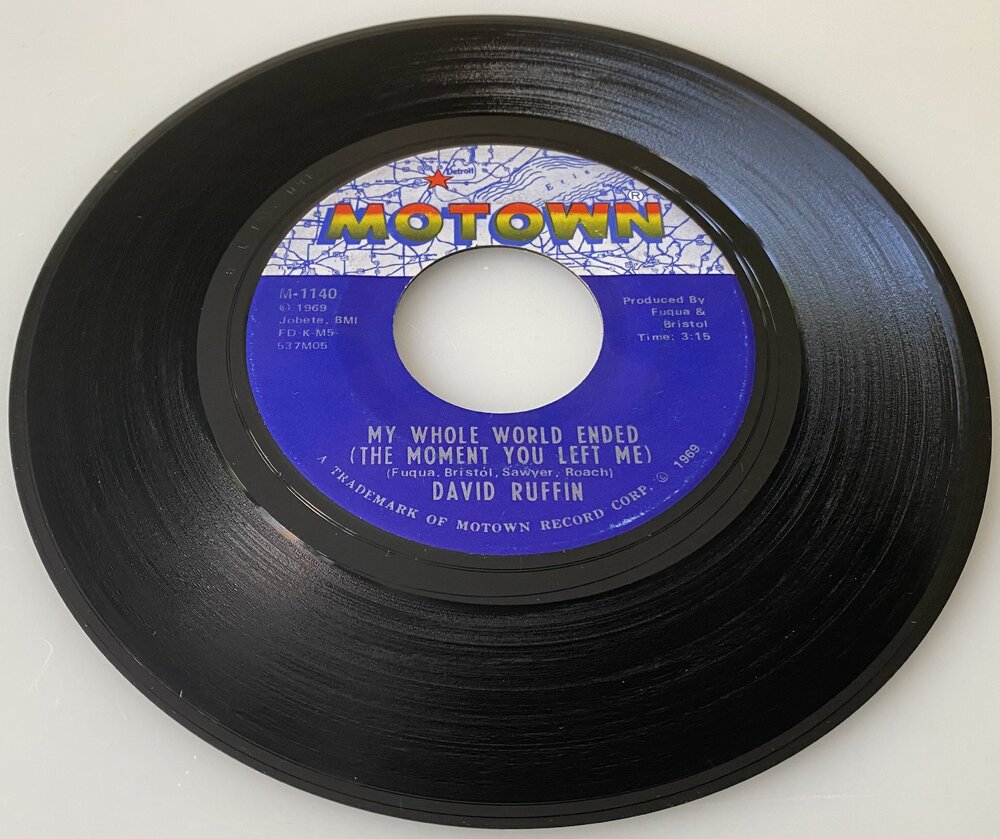 Detroit
Erie
MOTOWN®
M-1140
℗ 1969
Jobete, BMI
FD-K-M5-
537M05
Produced By
Fuqua &
Bristol
Time: 3:15
MY WHOLE WORLD ENDED
(THE MOMENT YOU LEFT ME)
(Fuqua, Bristol, Sawyer, Roach)
DAVID RUFFIN
A TRADEMARK OF MOTOWN RECORD CORP. © 1969